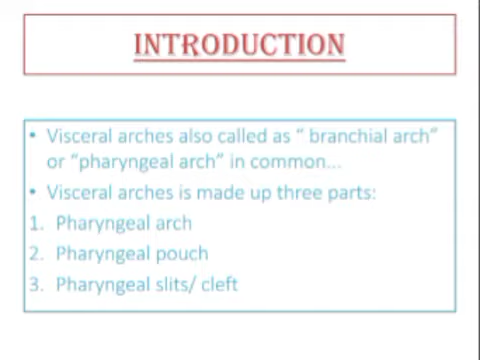 INTRODUCTION
• Visceral arches also called as “ branchial arch”
or “pharyngeal arch” in common...
• Visceral arches is made up three parts:
1. Pharyngeal arch
2. Pharyngeal pouch
3. Pharyngeal slits/ cleft